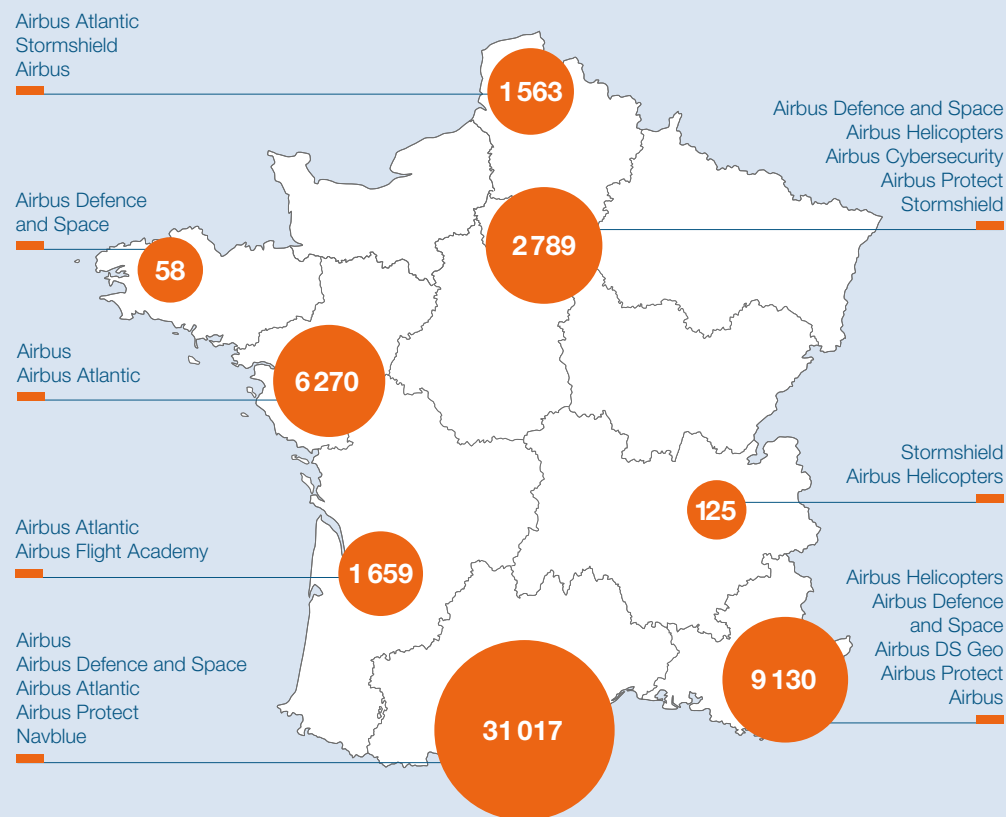 Airbus Atlantic
Stormshield
Airbus
1 563
Airbus Defence and Space
Airbus Helicopters
Airbus Cybersecurity
Airbus Protect
Stormshield
2 789
Airbus Defence
and Space
58
Airbus
Airbus Atlantic
6 270
Stormshield
Airbus Helicopters
125
Airbus Atlantic
Airbus Flight Academy
1 659
Airbus Helicopters
Airbus Defence
and Space
Airbus DS Geo
Airbus Protect
Airbus
9 130
Airbus
Airbus Defence and Space
Airbus Atlantic
Airbus Protect
Navblue
31 017